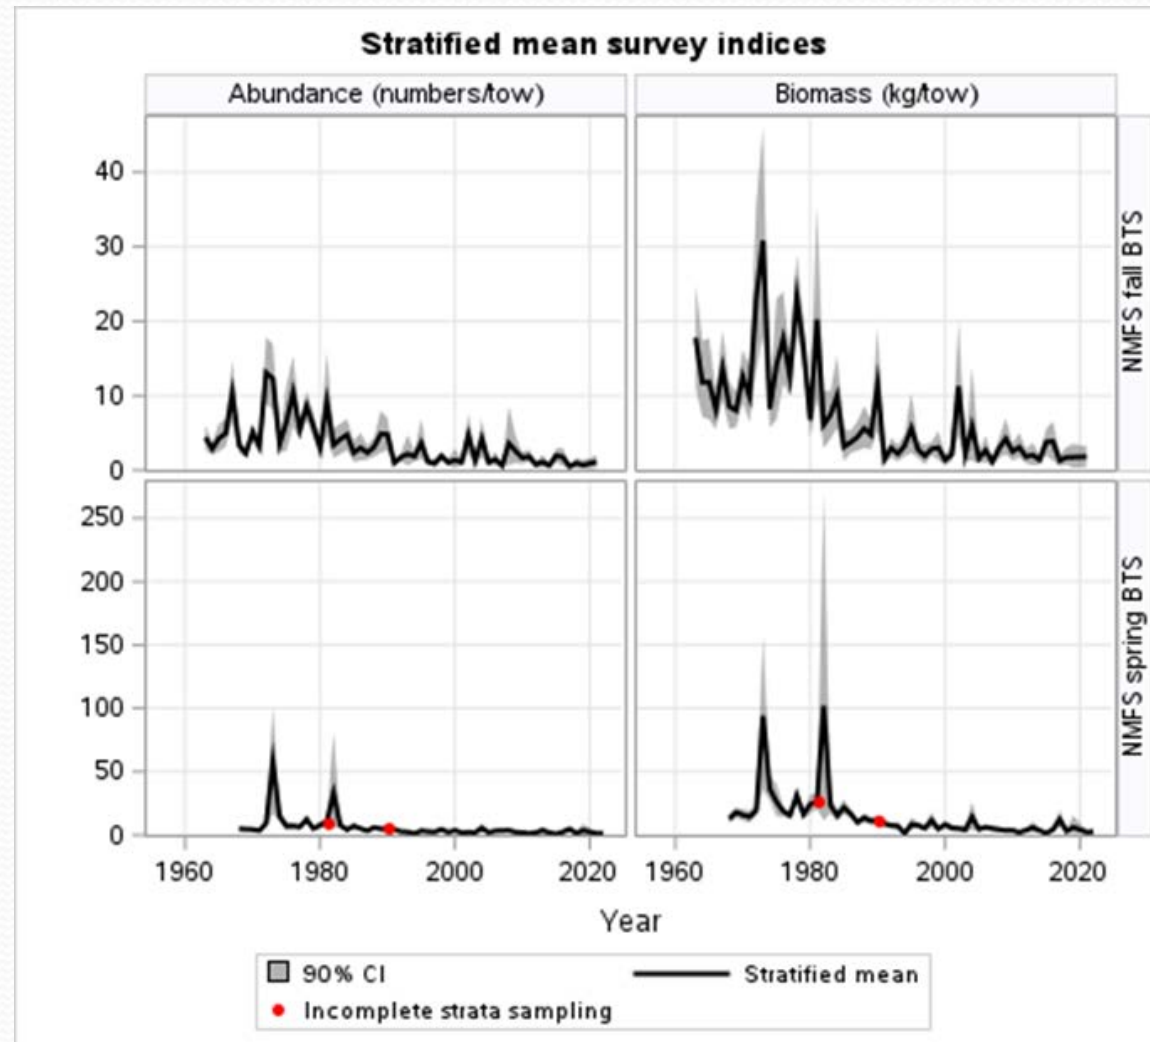 Stratified mean survey indices
Abundance (numbers/tow)
Biomass (kg/tow)
40
30
20
10
0
NMFS fall BTS
250
200
150
100
50
0
NMFS spring BTS
1960
1980
2000
2020
1960
1980
2000
2020
Year
90% CI
Stratified mean
Incomplete strata sampling